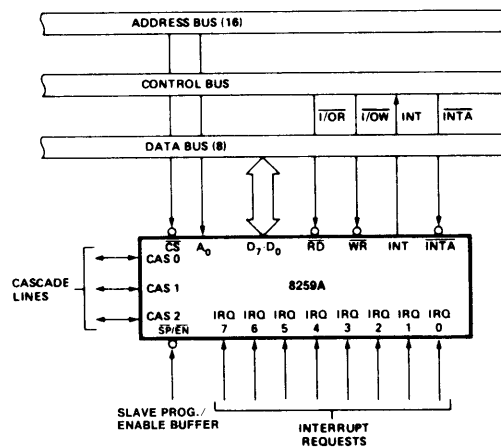 ADDRESS BUS (16)
CONTROL BUS
I/OR I/OW INT INTA
DATA BUS (8)
CS A0 D7-D0 RD WR INT INTA
CAS 0
CASCADE LINES
CAS 1
8259A
CAS 2
IRQ IRQ IRQ IRQ IRQ IRQ IRQ IRQ
SP/EN
7 6 5 4 3 2 1 0
SLAVE PROG./
ENABLE BUFFER
INTERRUPT
REQUESTS